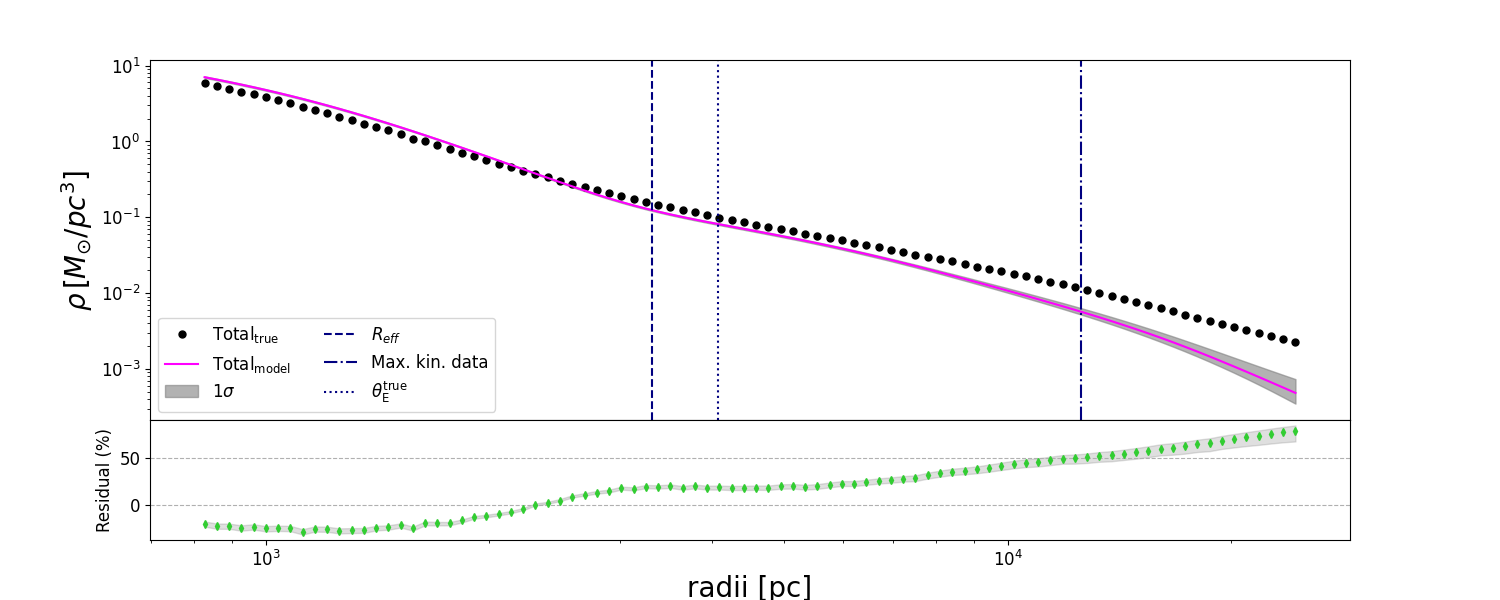 10¹
10⁰
10⁻¹
10⁻²
10⁻³
ρ [M⊙/pc³]
Total_true
Total_model
1σ
R_eff
Max. kin. data
θ_E^true
50
0
Residual (%)
10³
10⁴
radii [pc]